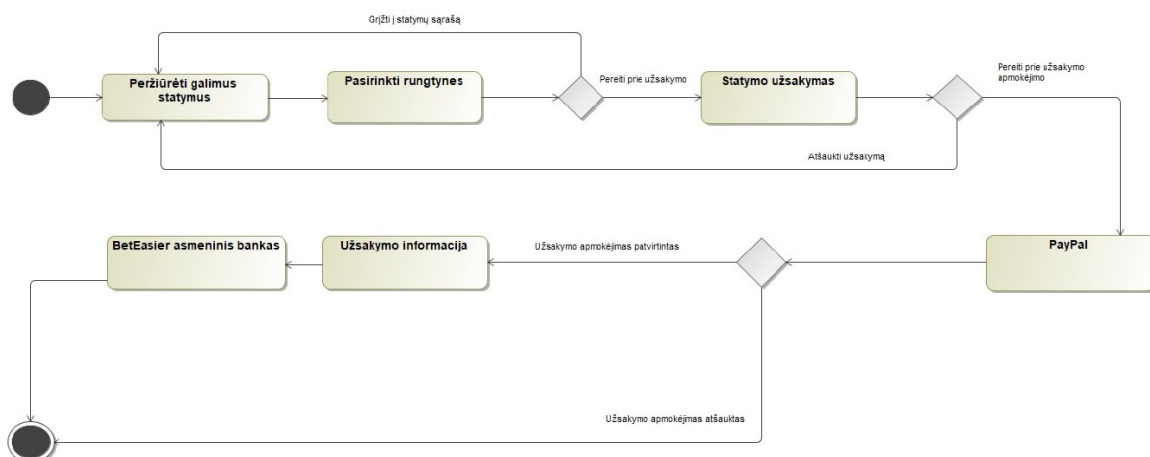 Grįžti į statymų sąrašą
Peržiūrėti galimus
statymus
Pasirinkti rungtynes
Pereiti prie užsakymo
Statymo užsakymas
Pereiti prie užsakymo
apmokėjimo
Atšaukti užsakymą
BetEasier asmeninis bankas
Užsakymo informacija
Užsakymo apmokėjimas patvirtintas
PayPal
Užsakymo apmokėjimas atšauktas